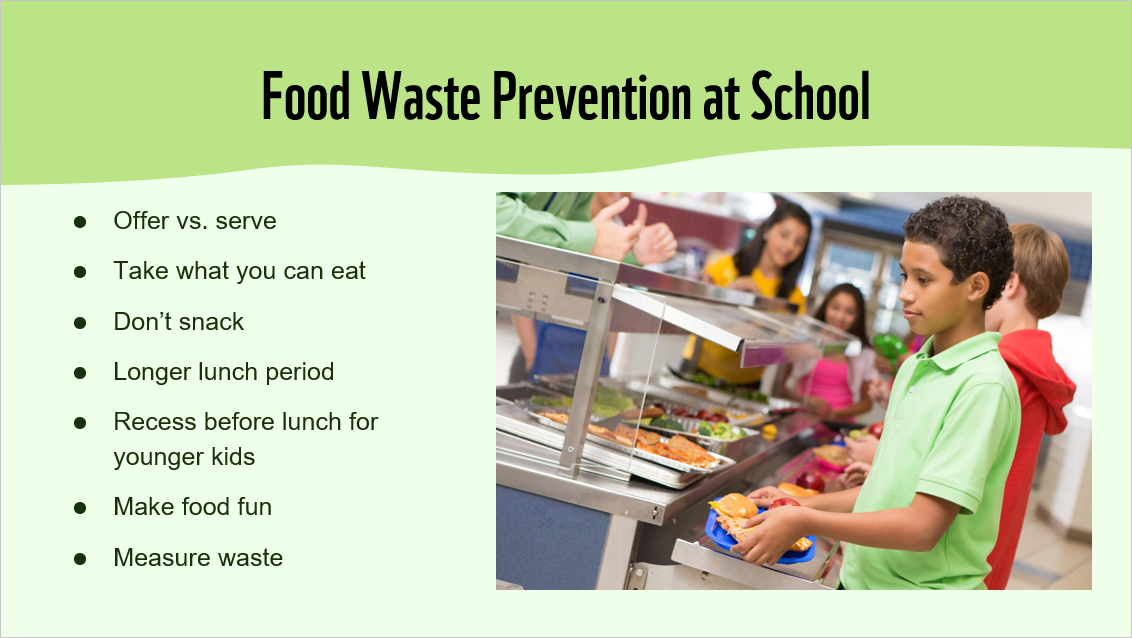 Food Waste Prevention at School
● Offer vs. serve
● Take what you can eat
● Don’t snack
● Longer lunch period
● Recess before lunch for
younger kids
● Make food fun
● Measure waste